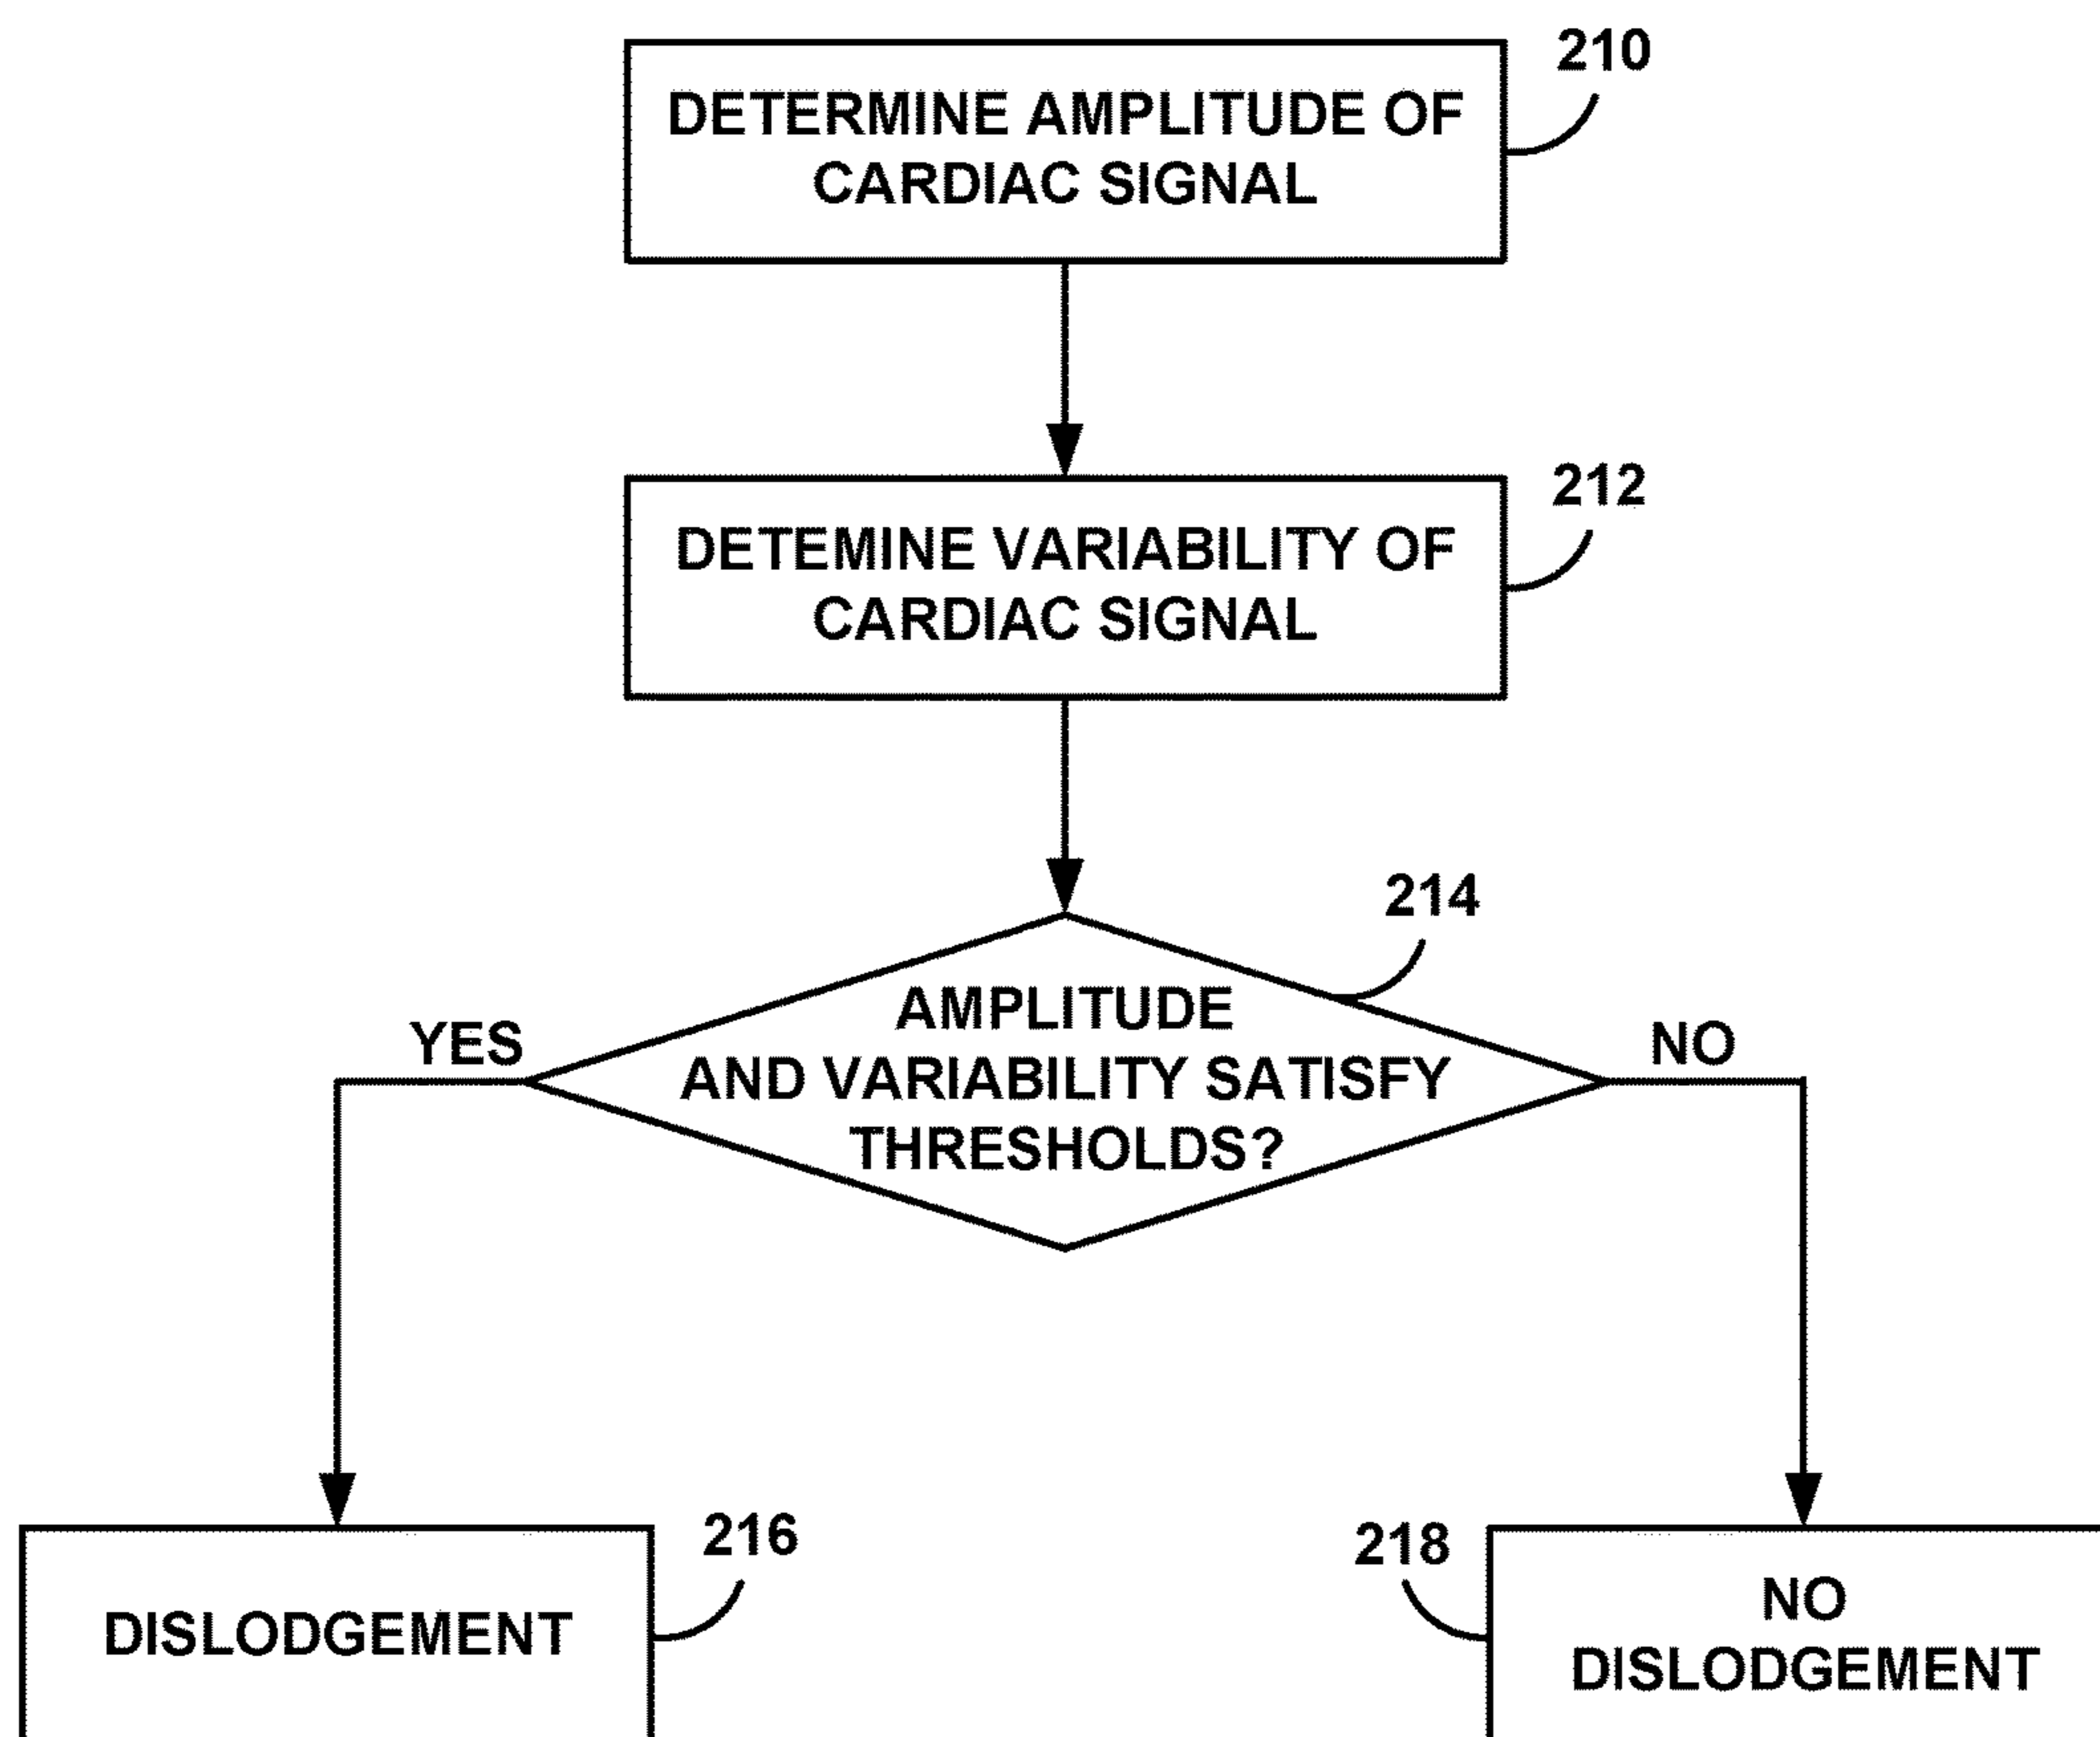 210
DETERMINE AMPLITUDE OF
CARDIAC SIGNAL
212
DETEMINE VARIABILITY OF
CARDIAC SIGNAL
214
AMPLITUDE
AND VARIABILITY SATISFY
THRESHOLDS?
YES
NO
216
DISLODGEMENT
218
NO
DISLODGEMENT